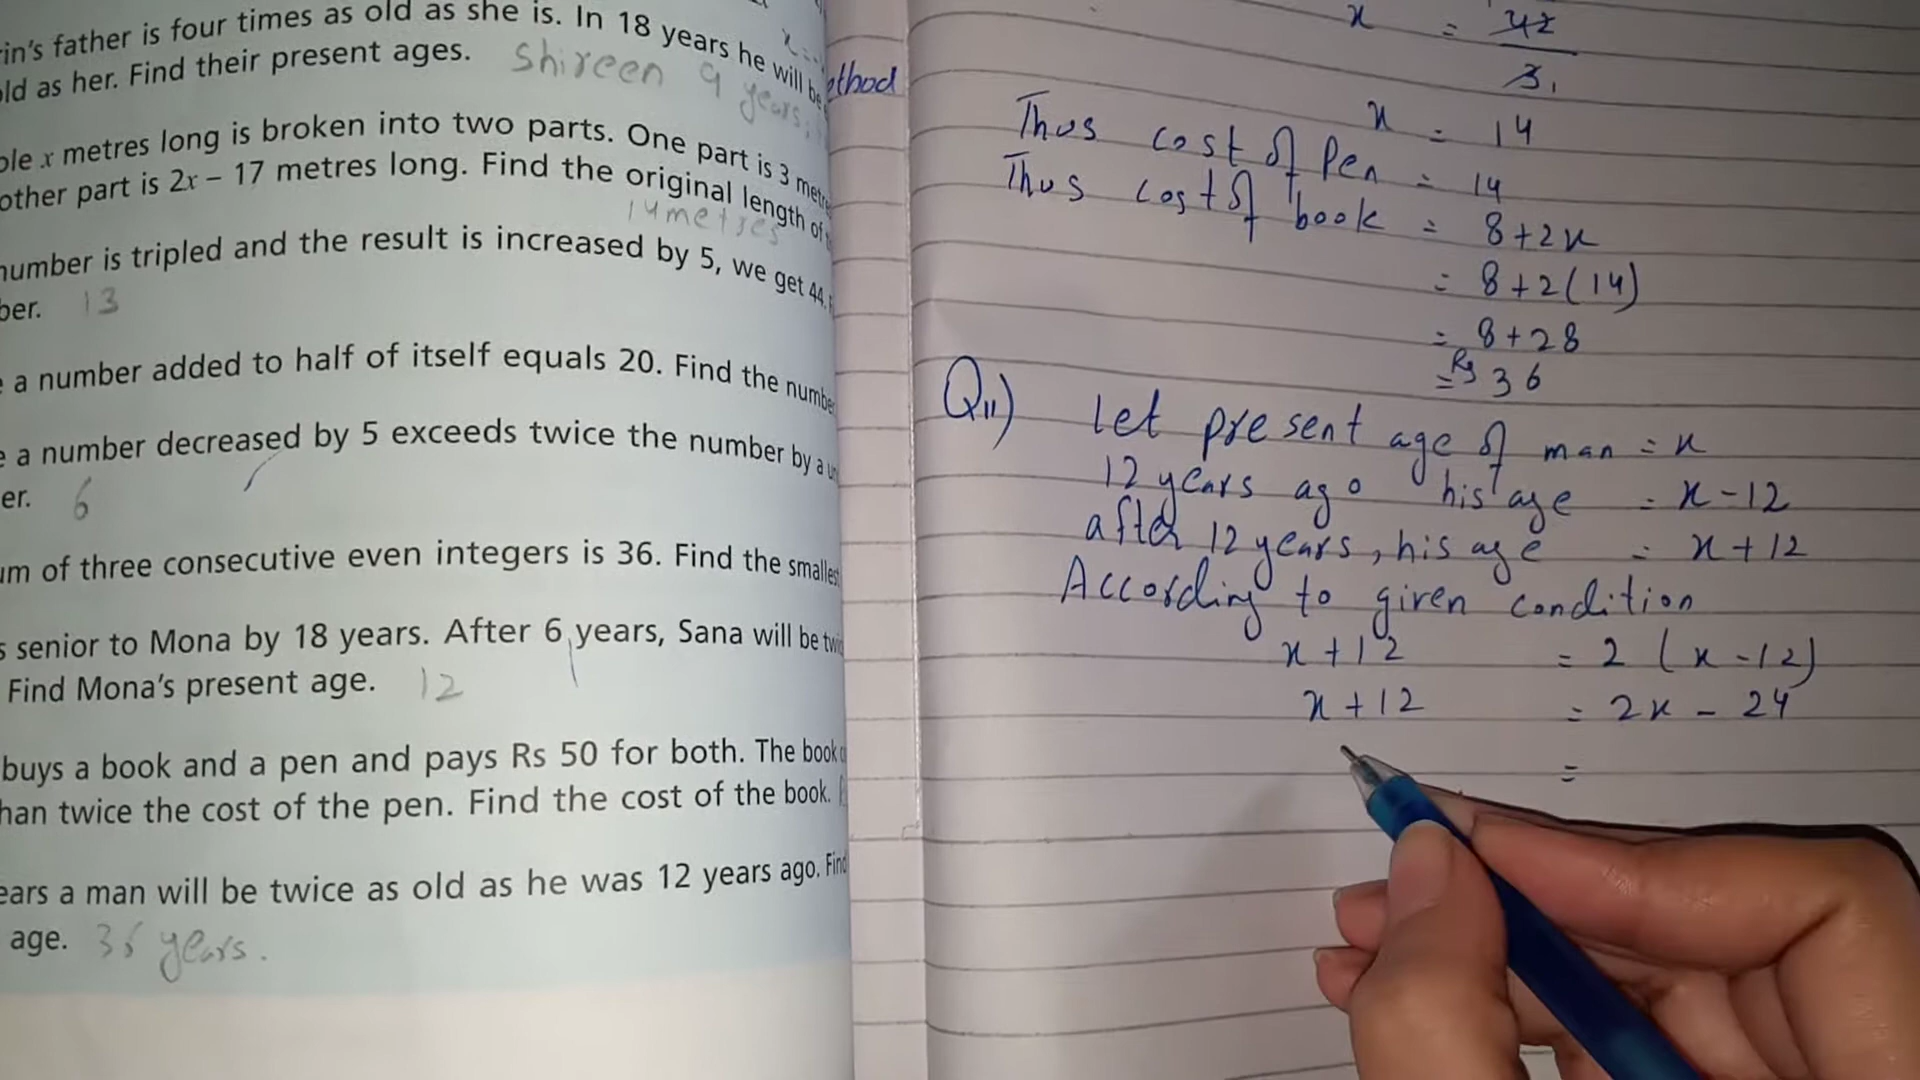 in's father is four times as old as she is. In 18 years he will be
old as her. Find their present ages. Shireen 9 years,
x metres long is broken into two parts. One part is 3
other part is 2x – 17 metres long. Find the original length of
14 metres
number is tripled and the result is increased by 5, we get 44.
ber. 13
a number added to half of itself equals 20. Find the number
a number decreased by 5 exceeds twice the number by a
er. 6
um of three consecutive even integers is 36. Find the smalles
s senior to Mona by 18 years. After 6 years, Sana will be
Find Mona's present age. 12
buys a book and a pen and pays Rs 50 for both. The book
han twice the cost of the pen. Find the cost of the book.
ears a man will be twice as old as he was 12 years ago. Find
age. 36 years.
ethod
x = 42
3 1
x = 14
Thus cost of Pen = 14
Thus cost of book = 8+2x
= 8+2(14)
= 8+28
= Rs 36
Q11) Let present age of man = x
12 years ago his age = x-12
after 12 years, his age = x+12
According to given condition
x+12 = 2 (x-12)
x+12 = 2x - 24
=